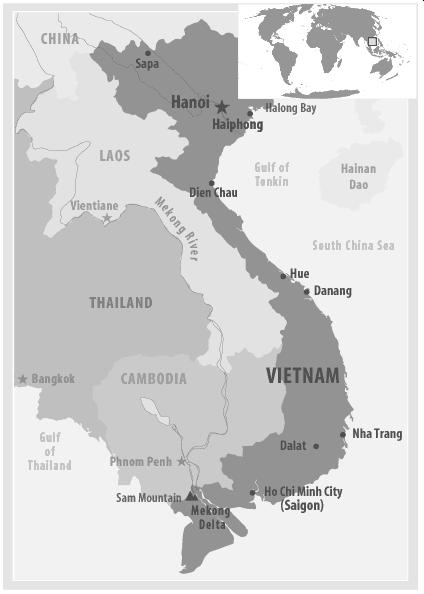 CHINA
Sapa
Hanoi
Haiphong
Halong Bay
LAOS
Gulf of
Tonkin
Hainan
Dao
Dien Chau
Vientiane
Mekong River
South China Sea
Hue
Danang
THAILAND
VIETNAM
Bangkok
CAMBODIA
Nha Trang
Dalat
Gulf
of
Thailand
Phnom Penh
Sam Mountain
Ho Chi Minh City
(Saigon)
Mekong
Delta